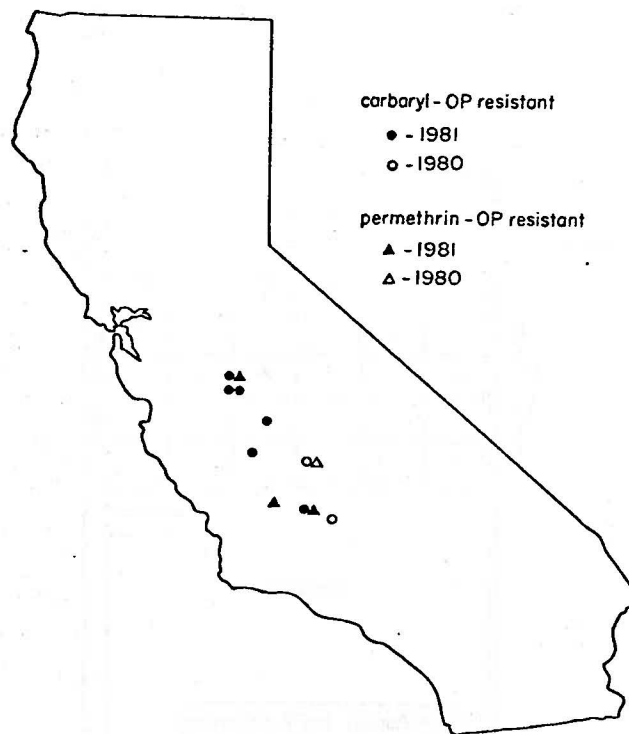 carbaryl - OP resistant
● - 1981
○ - 1980
permethrin - OP resistant
▲ - 1981
△ - 1980